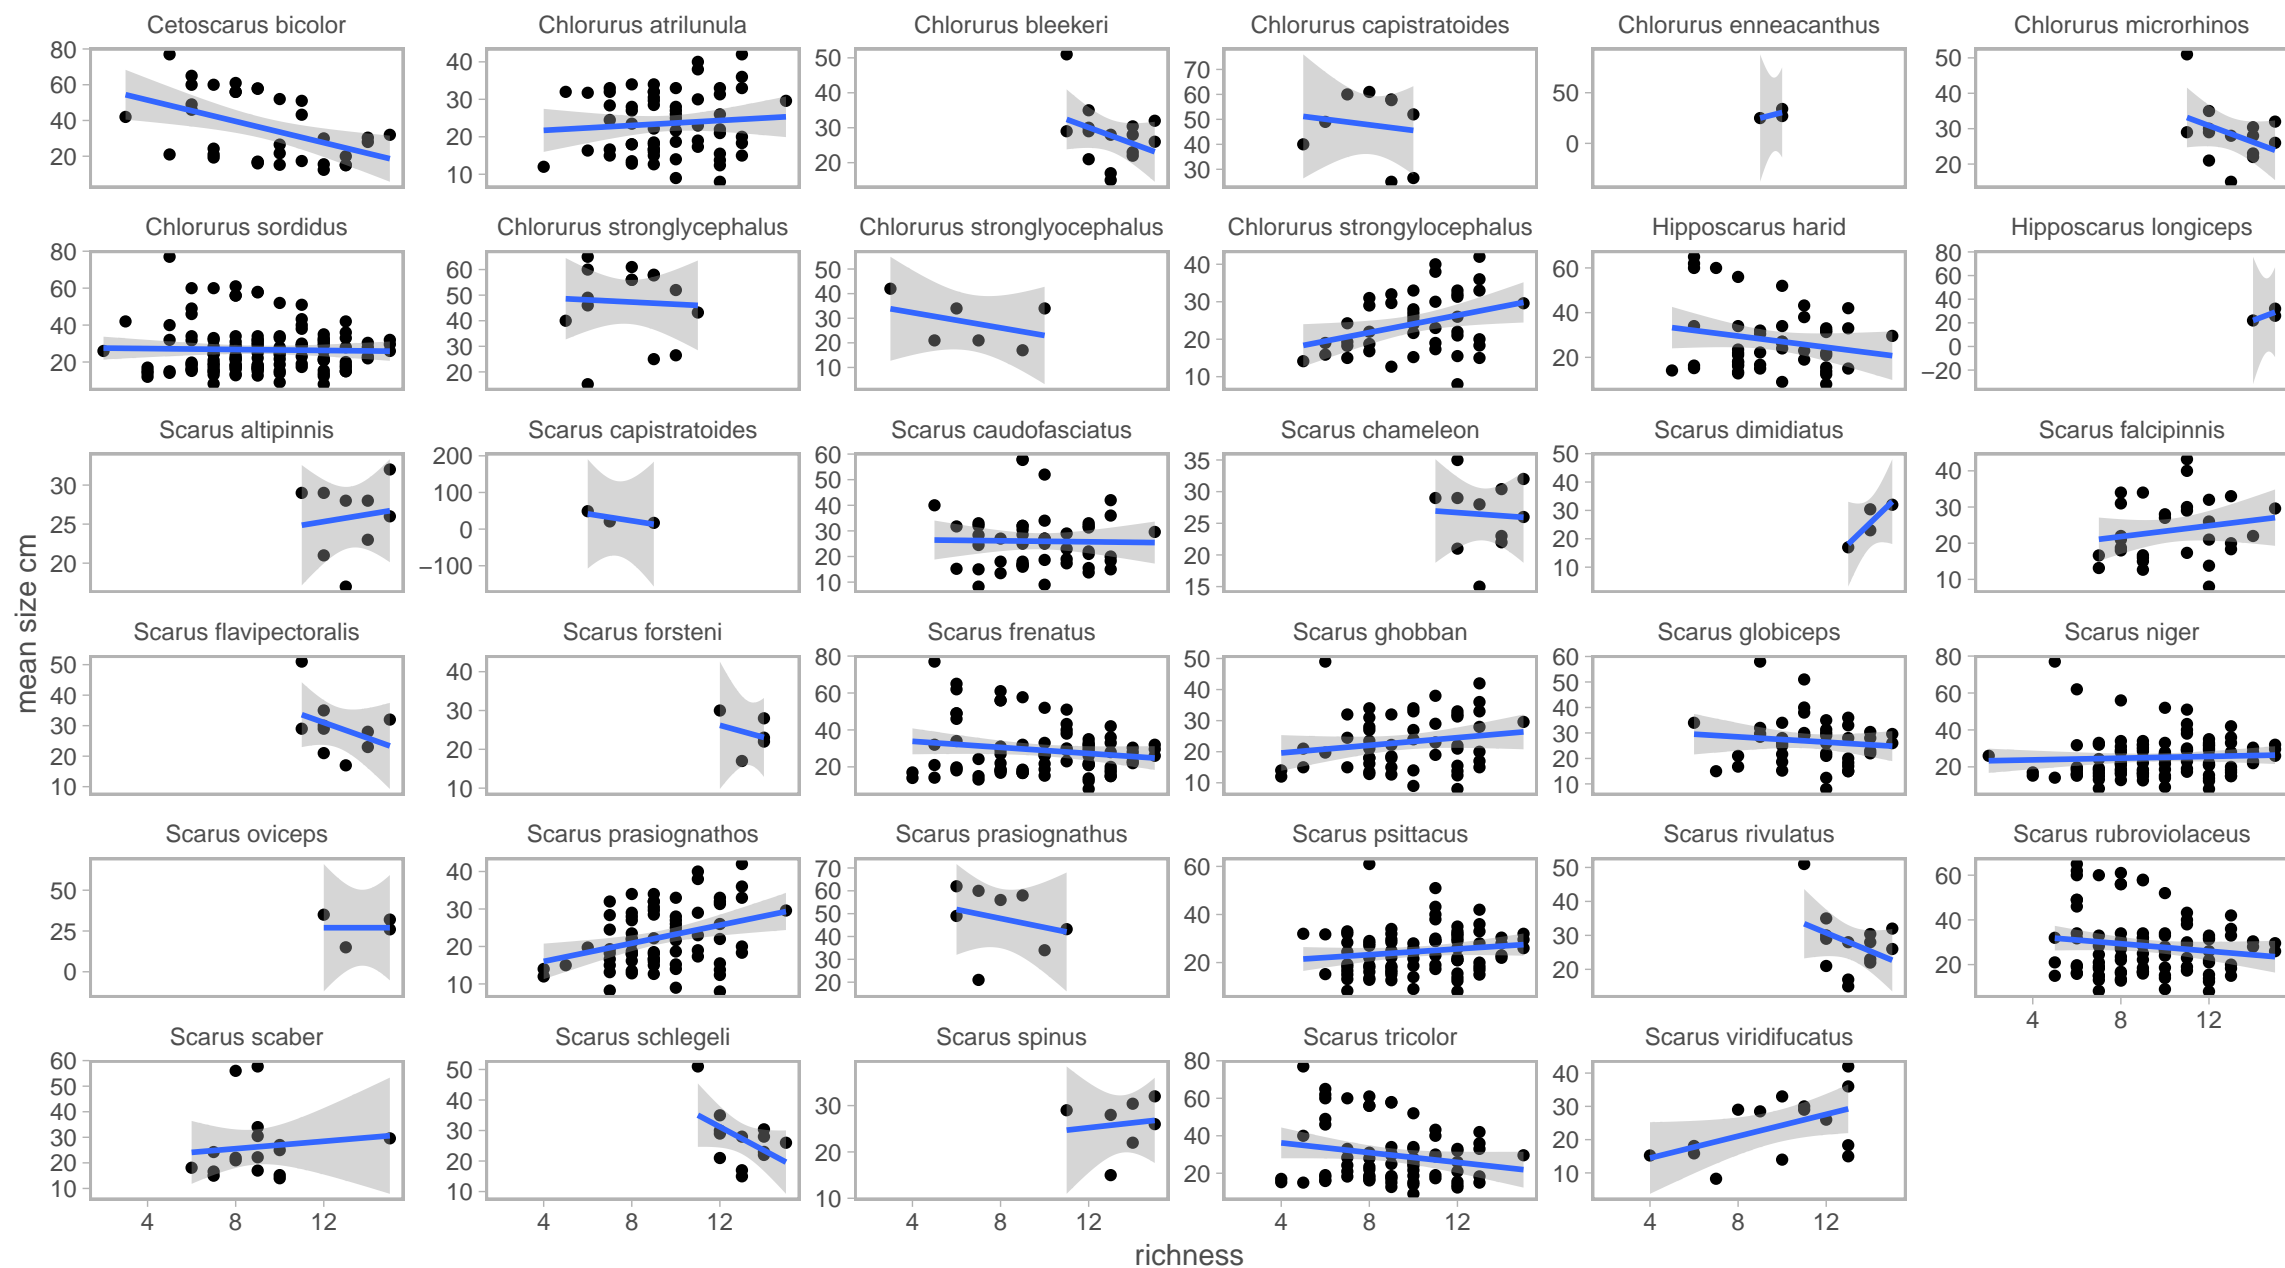 Cetoscarus bicolor Chlorurus atrilunula Chlorurus bleekeri Chlorurus capistratoides Chlorurus enneacanthus Chlorurus microrhinos
80 60 40 20
40 30 20 10
50 40 30 20
70 60 50 40 30
50 0
50 40 30 20
Chlorurus sordidus Chlorurus stronglycephalus Chlorurus stronglyocephalus Chlorurus strongylocephalus Hipposcarus harid Hipposcarus longiceps
80 60 40 20
60 50 40 30 20
50 40 30 20 10
40 30 20 10
60 40 20
80 60 40 20 0 −20
Scarus altipinnis Scarus capistratoides Scarus caudofasciatus Scarus chameleon Scarus dimidiatus Scarus falcipinnis
30 25 20
200 100 0 −100
60 50 40 30 20 10
35 30 25 20 15
50 40 30 20 10
40 30 20 10
mean size cm
Scarus flavipectoralis Scarus forsteni Scarus frenatus Scarus ghobban Scarus globiceps Scarus niger
50 40 30 20 10
40 30 20 10
80 60 40 20
50 40 30 20 10
60 50 40 30 20 10
80 60 40 20
Scarus oviceps Scarus prasiognathos Scarus prasiognathus Scarus psittacus Scarus rivulatus Scarus rubroviolaceus
50 25 0
40 30 20 10
70 60 50 40 30 20
60 40 20
50 40 30 20
60 40 20
4 8 12
Scarus scaber Scarus schlegeli Scarus spinus Scarus tricolor Scarus viridifucatus
60 50 40 30 20 10
50 40 30 20 10
30 20 10
80 60 40 20
40 30 20 10
4 8 12 4 8 12 4 8 12 4 8 12 4 8 12
richness